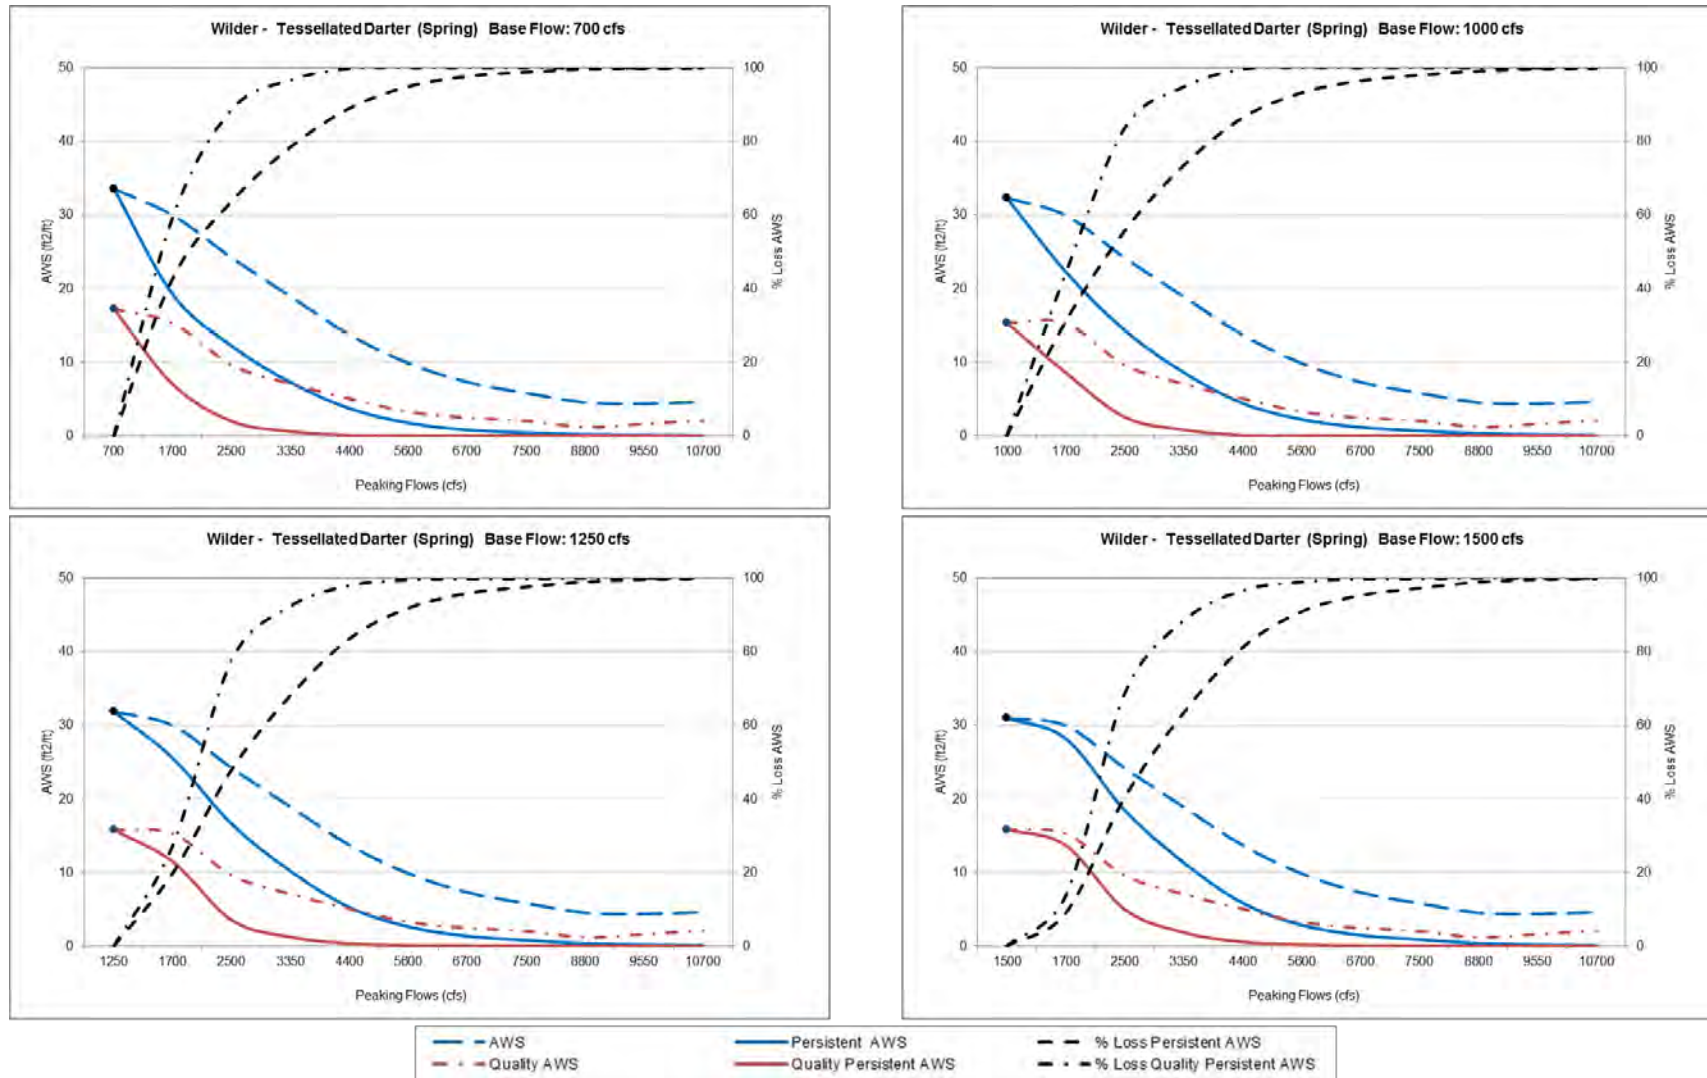 Wilder - Tessellated Darter (Spring) Base Flow: 700 cfs
50
40
30
20
10
0
AWS (ft2/ft)
100
80
60
40
20
0
% Loss AWS
700 1700 2500 3350 4400 5600 6700 7500 8800 9550 10700
Peaking Flows (cfs)
Wilder - Tessellated Darter (Spring) Base Flow: 1000 cfs
50
40
30
20
10
0
AWS (ft2/ft)
100
80
60
40
20
0
% Loss AWS
1000 1700 2500 3350 4400 5600 6700 7500 8800 9550 10700
Peaking Flows (cfs)
Wilder - Tessellated Darter (Spring) Base Flow: 1250 cfs
50
40
30
20
10
0
AWS (ft2/ft)
100
80
60
40
20
0
% Loss AWS
1250 1700 2500 3350 4400 5600 6700 7500 8800 9550 10700
Peaking Flows (cfs)
Wilder - Tessellated Darter (Spring) Base Flow: 1500 cfs
50
40
30
20
10
0
AWS (ft2/ft)
100
80
60
40
20
0
% Loss AWS
1500 1700 2500 3350 4400 5600 6700 7500 8800 9550 10700
Peaking Flows (cfs)
AWS Persistent AWS % Loss Persistent AWS
Quality AWS Quality Persistent AWS % Loss Quality Persistent AWS